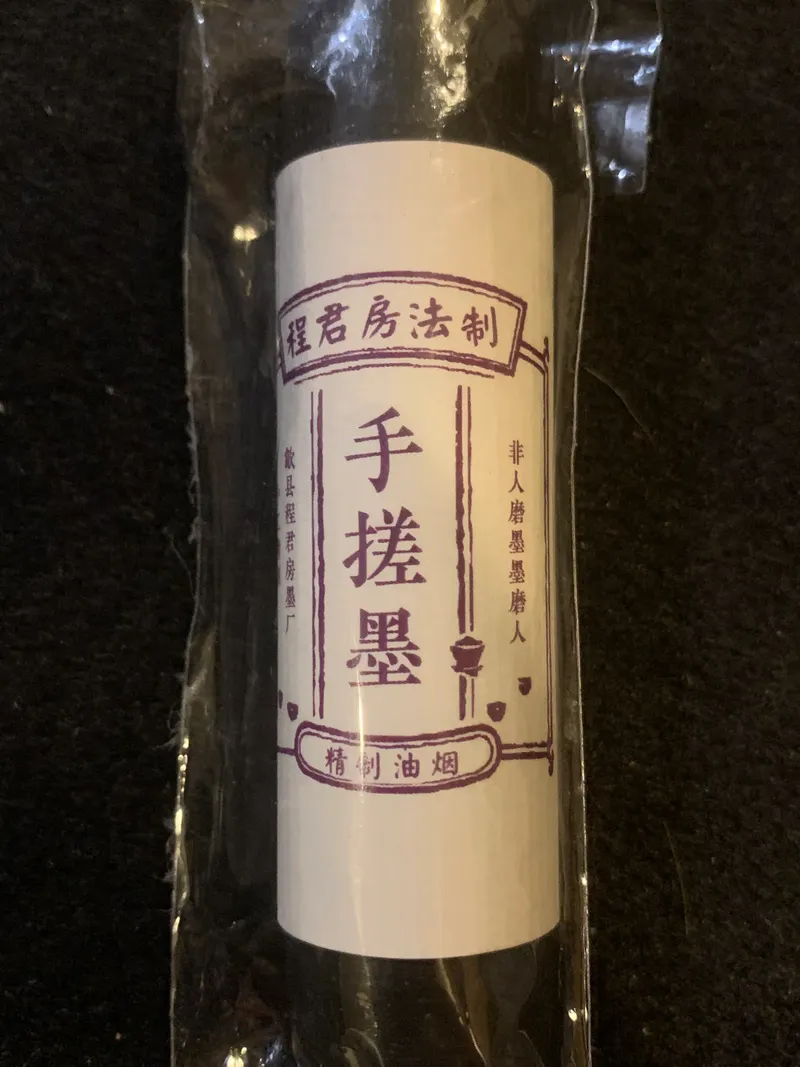 程君房法制
非人磨墨墨磨人
手搓墨
歙县程君房墨厂
精制油烟